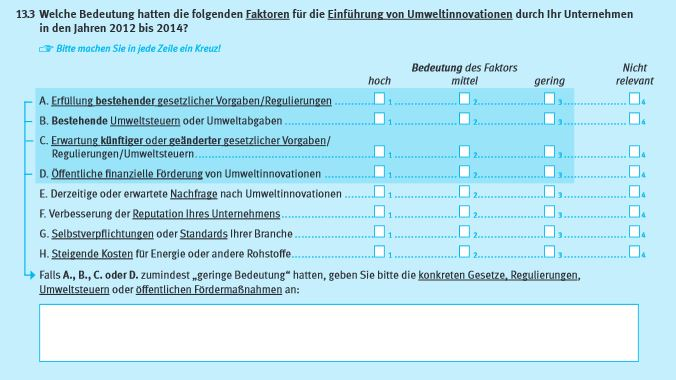 13.3 Welche Bedeutung hatten die folgenden Faktoren für die Einführung von Umweltinnovationen durch Ihr Unternehmen
in den Jahren 2012 bis 2014?
Bitte machen Sie in jede Zeile ein Kreuz!
Bedeutung des Faktors Nicht
hoch mittel gering relevant
A. Erfüllung bestehender gesetzlicher Vorgaben/Regulierungen 1 2 3 4
B. Bestehende Umweltsteuern oder Umweltabgaben 1 2 3 4
C. Erwartung künftiger oder geänderter gesetzlicher Vorgaben/
Regulierungen/Umweltsteuern 1 2 3 4
D. Öffentliche finanzielle Förderung von Umweltinnovationen 1 2 3 4
E. Derzeitige oder erwartete Nachfrage nach Umweltinnovationen 1 2 3 4
F. Verbesserung der Reputation Ihres Unternehmens 1 2 3 4
G. Selbstverpflichtungen oder Standards Ihrer Branche 1 2 3 4
H. Steigende Kosten für Energie oder andere Rohstoffe 1 2 3 4
Falls A., B., C. oder D. zumindest „geringe Bedeutung“ hatten, geben Sie bitte die konkreten Gesetze, Regulierungen,
Umweltsteuern oder öffentlichen Fördermaßnahmen an: